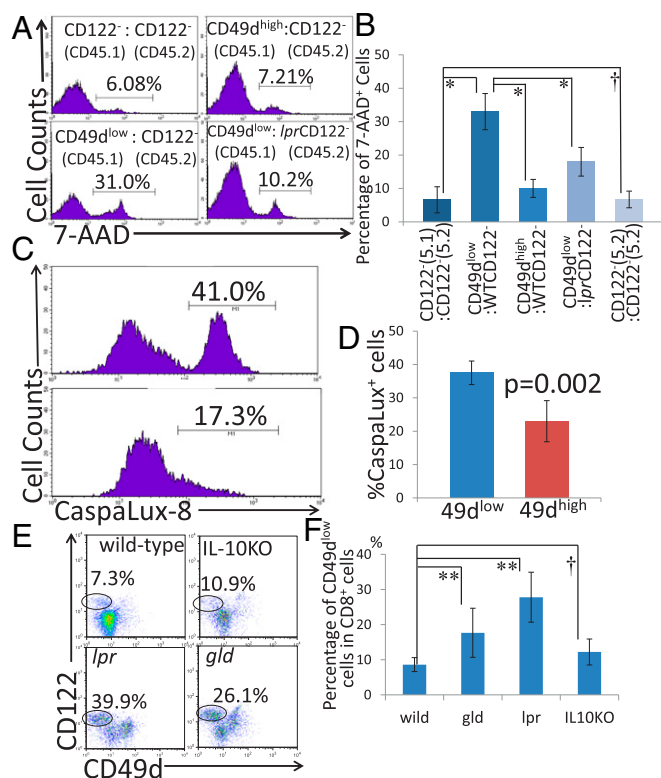 A
CD122⁻ : CD122⁻
(CD45.1) (CD45.2)
6.08%
CD49d^high:CD122⁻
(CD45.1) (CD45.2)
7.21%
CD49d^low : CD122⁻
(CD45.1) (CD45.2)
31.0%
CD49d^low: lprCD122⁻
(CD45.1) (CD45.2)
10.2%
Cell Counts
7-AAD
B
Percentage of 7-AAD⁺ Cells
50
40
30
20
10
0
*
*
*
*
†
CD122⁻(5.1)
:CD122⁻(5.2)
CD49d^low
:WTCD122⁻
CD49d^high
:WTCD122⁻
CD49d^low
:lprCD122⁻
CD122⁻(5.2)
:CD122⁻(5.2)
C
41.0%
M1
17.3%
M1
Cell Counts
CaspaLux-8
D
%CaspaLux⁺ cells
50
40
30
20
10
0
p=0.002
49d^low
49d^high
E
wild-type
7.3%
IL-10KO
10.9%
lpr
39.9%
gld
26.1%
CD122
CD49d
F
%
Percentage of CD49d^low
cells in CD8⁺ cells
40
30
20
10
0
**
**
†
wild
gld
lpr
IL10KO